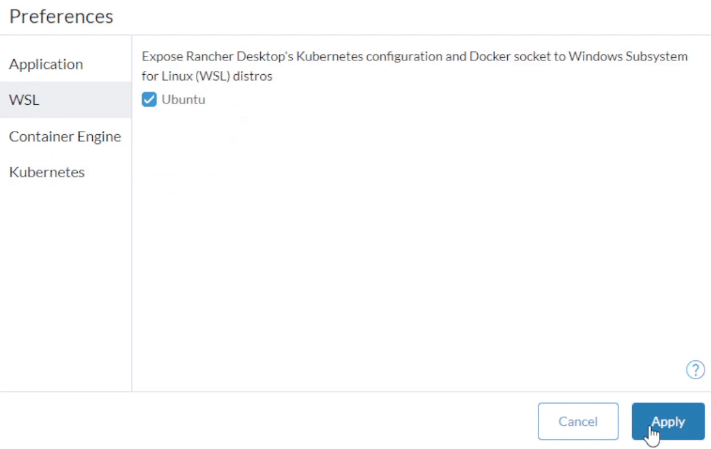 Preferences
Application
WSL
Container Engine
Kubernetes
Expose Rancher Desktop's Kubernetes configuration and Docker socket to Windows Subsystem
for Linux (WSL) distros
Ubuntu
?
Cancel
Apply